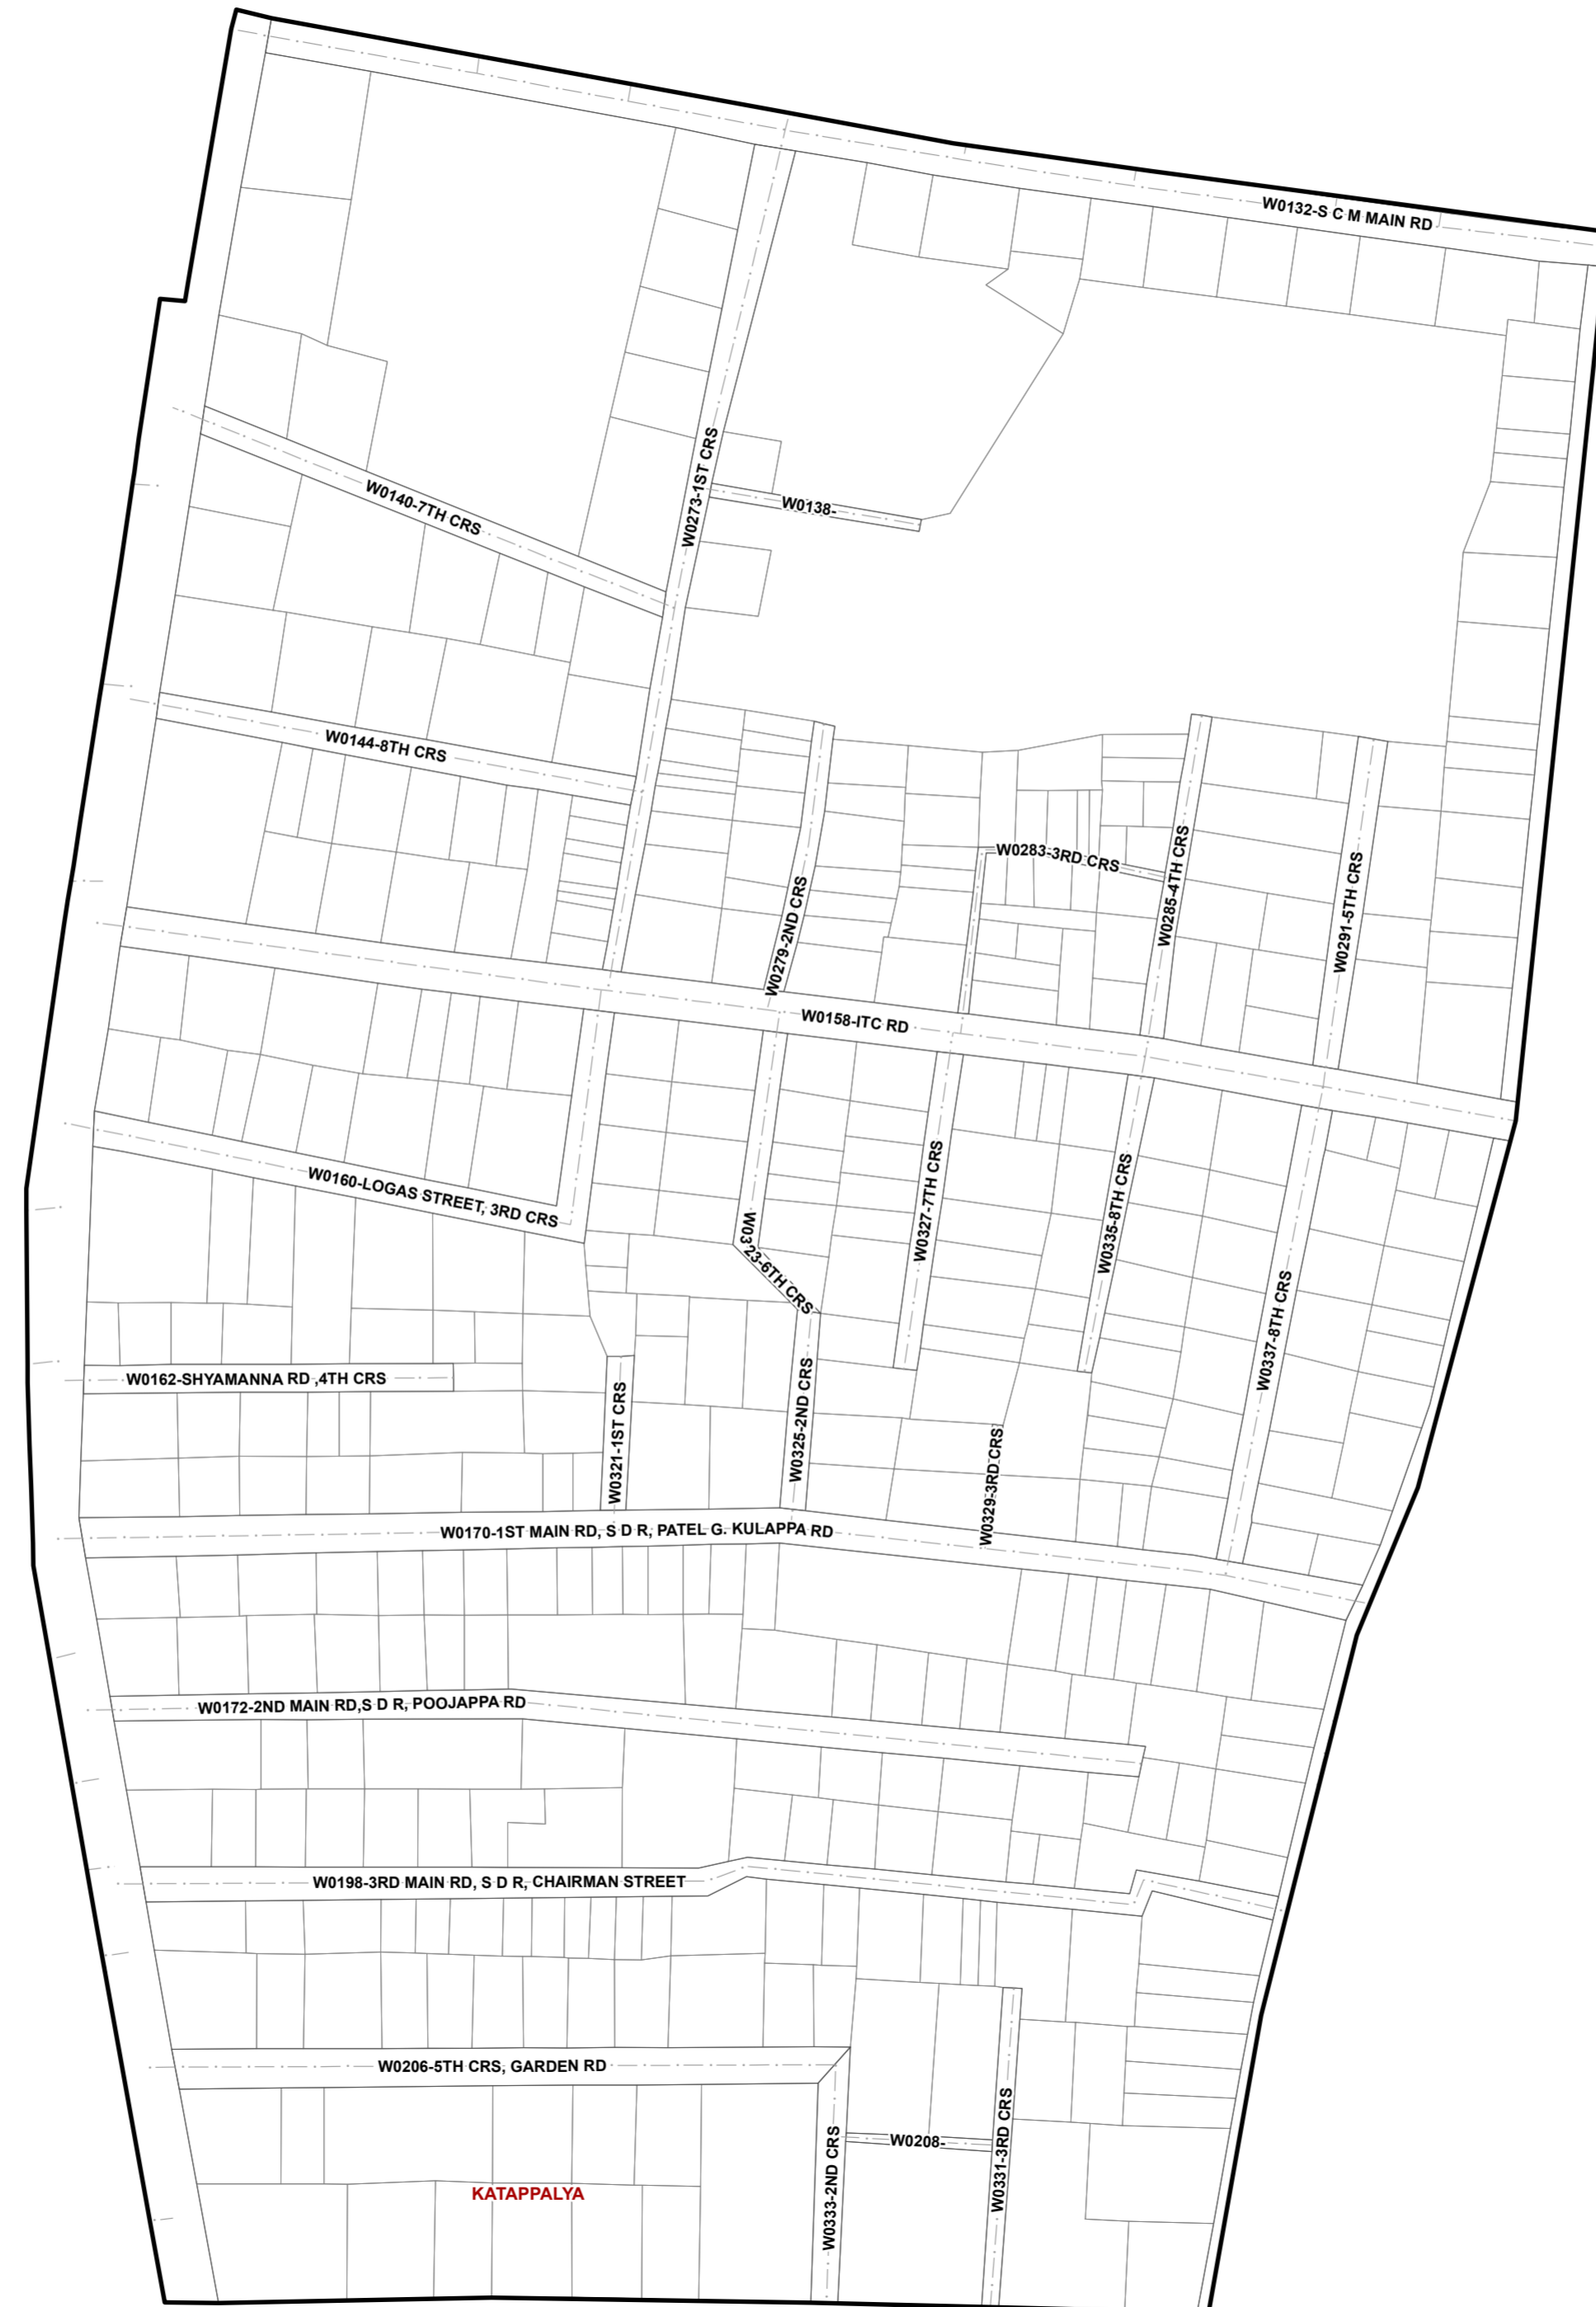 W0132-S C M MAIN RD
W0273-1ST CRS
W0140-7TH CRS
W0138-
W0144-8TH CRS
W0283-3RD CRS
W0285-4TH CRS
W0291-5TH CRS
W0279-2ND CRS
W0158-ITC RD
W0160-LOGAS STREET, 3RD CRS
W0323-6TH CRS
W0327-7TH CRS
W0335-8TH CRS
W0337-8TH CRS
W0162-SHYAMANNA RD ,4TH CRS
W0321-1ST CRS
W0325-2ND CRS
W0329-3RD CRS
W0170-1ST MAIN RD, S D R, PATEL G. KULAPPA RD
W0172-2ND MAIN RD,S D R, POOJAPPA RD
W0198-3RD MAIN RD, S D R, CHAIRMAN STREET
W0206-5TH CRS, GARDEN RD
W0208-
W0333-2ND CRS
W0331-3RD CRS
KATAPPALYA